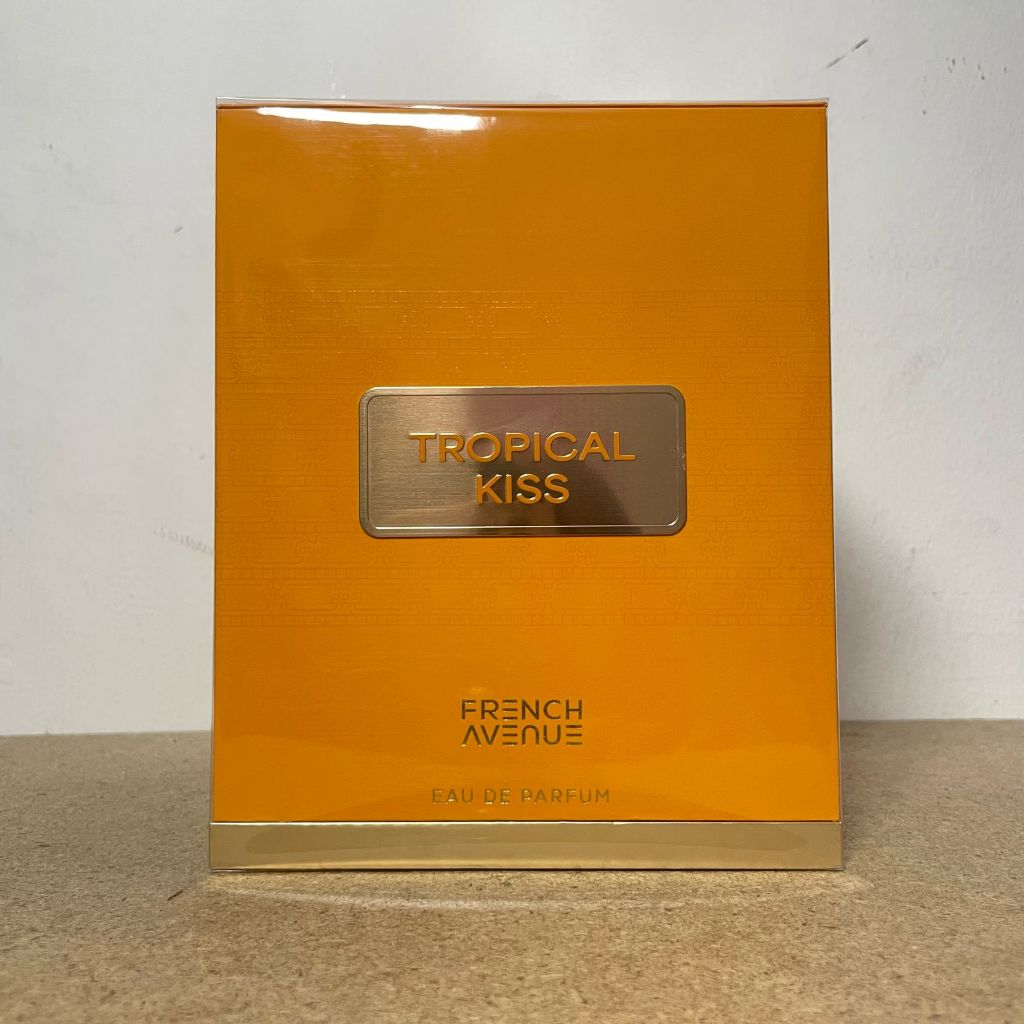 TROPICAL
KISS
FRENCH
AVENUE
EAU DE PARFUM